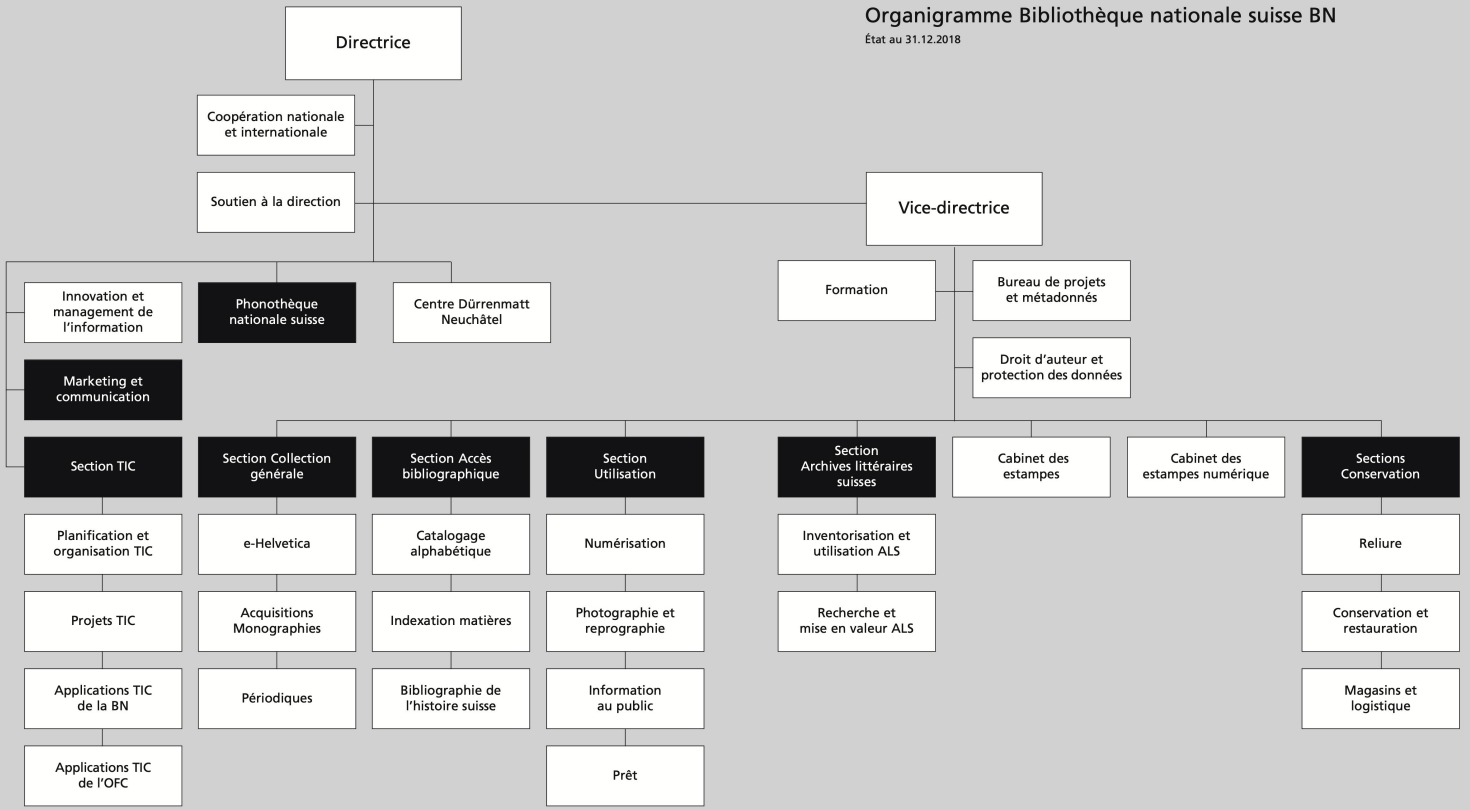 Organigramme Bibliothèque nationale suisse BN
État au 31.12.2018
Directrice
Coopération nationale
et internationale
Soutien à la direction
Vice-directrice
Innovation et
management de
l’information
Phonothèque
nationale suisse
Centre Dürrenmatt
Neuchâtel
Formation
Bureau de projets
et métadonnés
Droit d’auteur et
protection des données
Marketing et
communication
Section TIC
Planification et
organisation TIC
Projets TIC
Applications TIC
de la BN
Applications TIC
de l’OFC
Section Collection
générale
e-Helvetica
Acquisitions
Monographies
Périodiques
Section Accès
bibliographique
Catalogage
alphabétique
Indexation matières
Bibliographie de
l’histoire suisse
Section
Utilisation
Numérisation
Photographie et
reprographie
Information
au public
Prêt
Section
Archives littéraires
suisses
Inventorisation et
utilisation ALS
Recherche et
mise en valeur ALS
Cabinet des
estampes
Cabinet des
estampes numérique
Sections
Conservation
Reliure
Conservation et
restauration
Magasins et
logistique